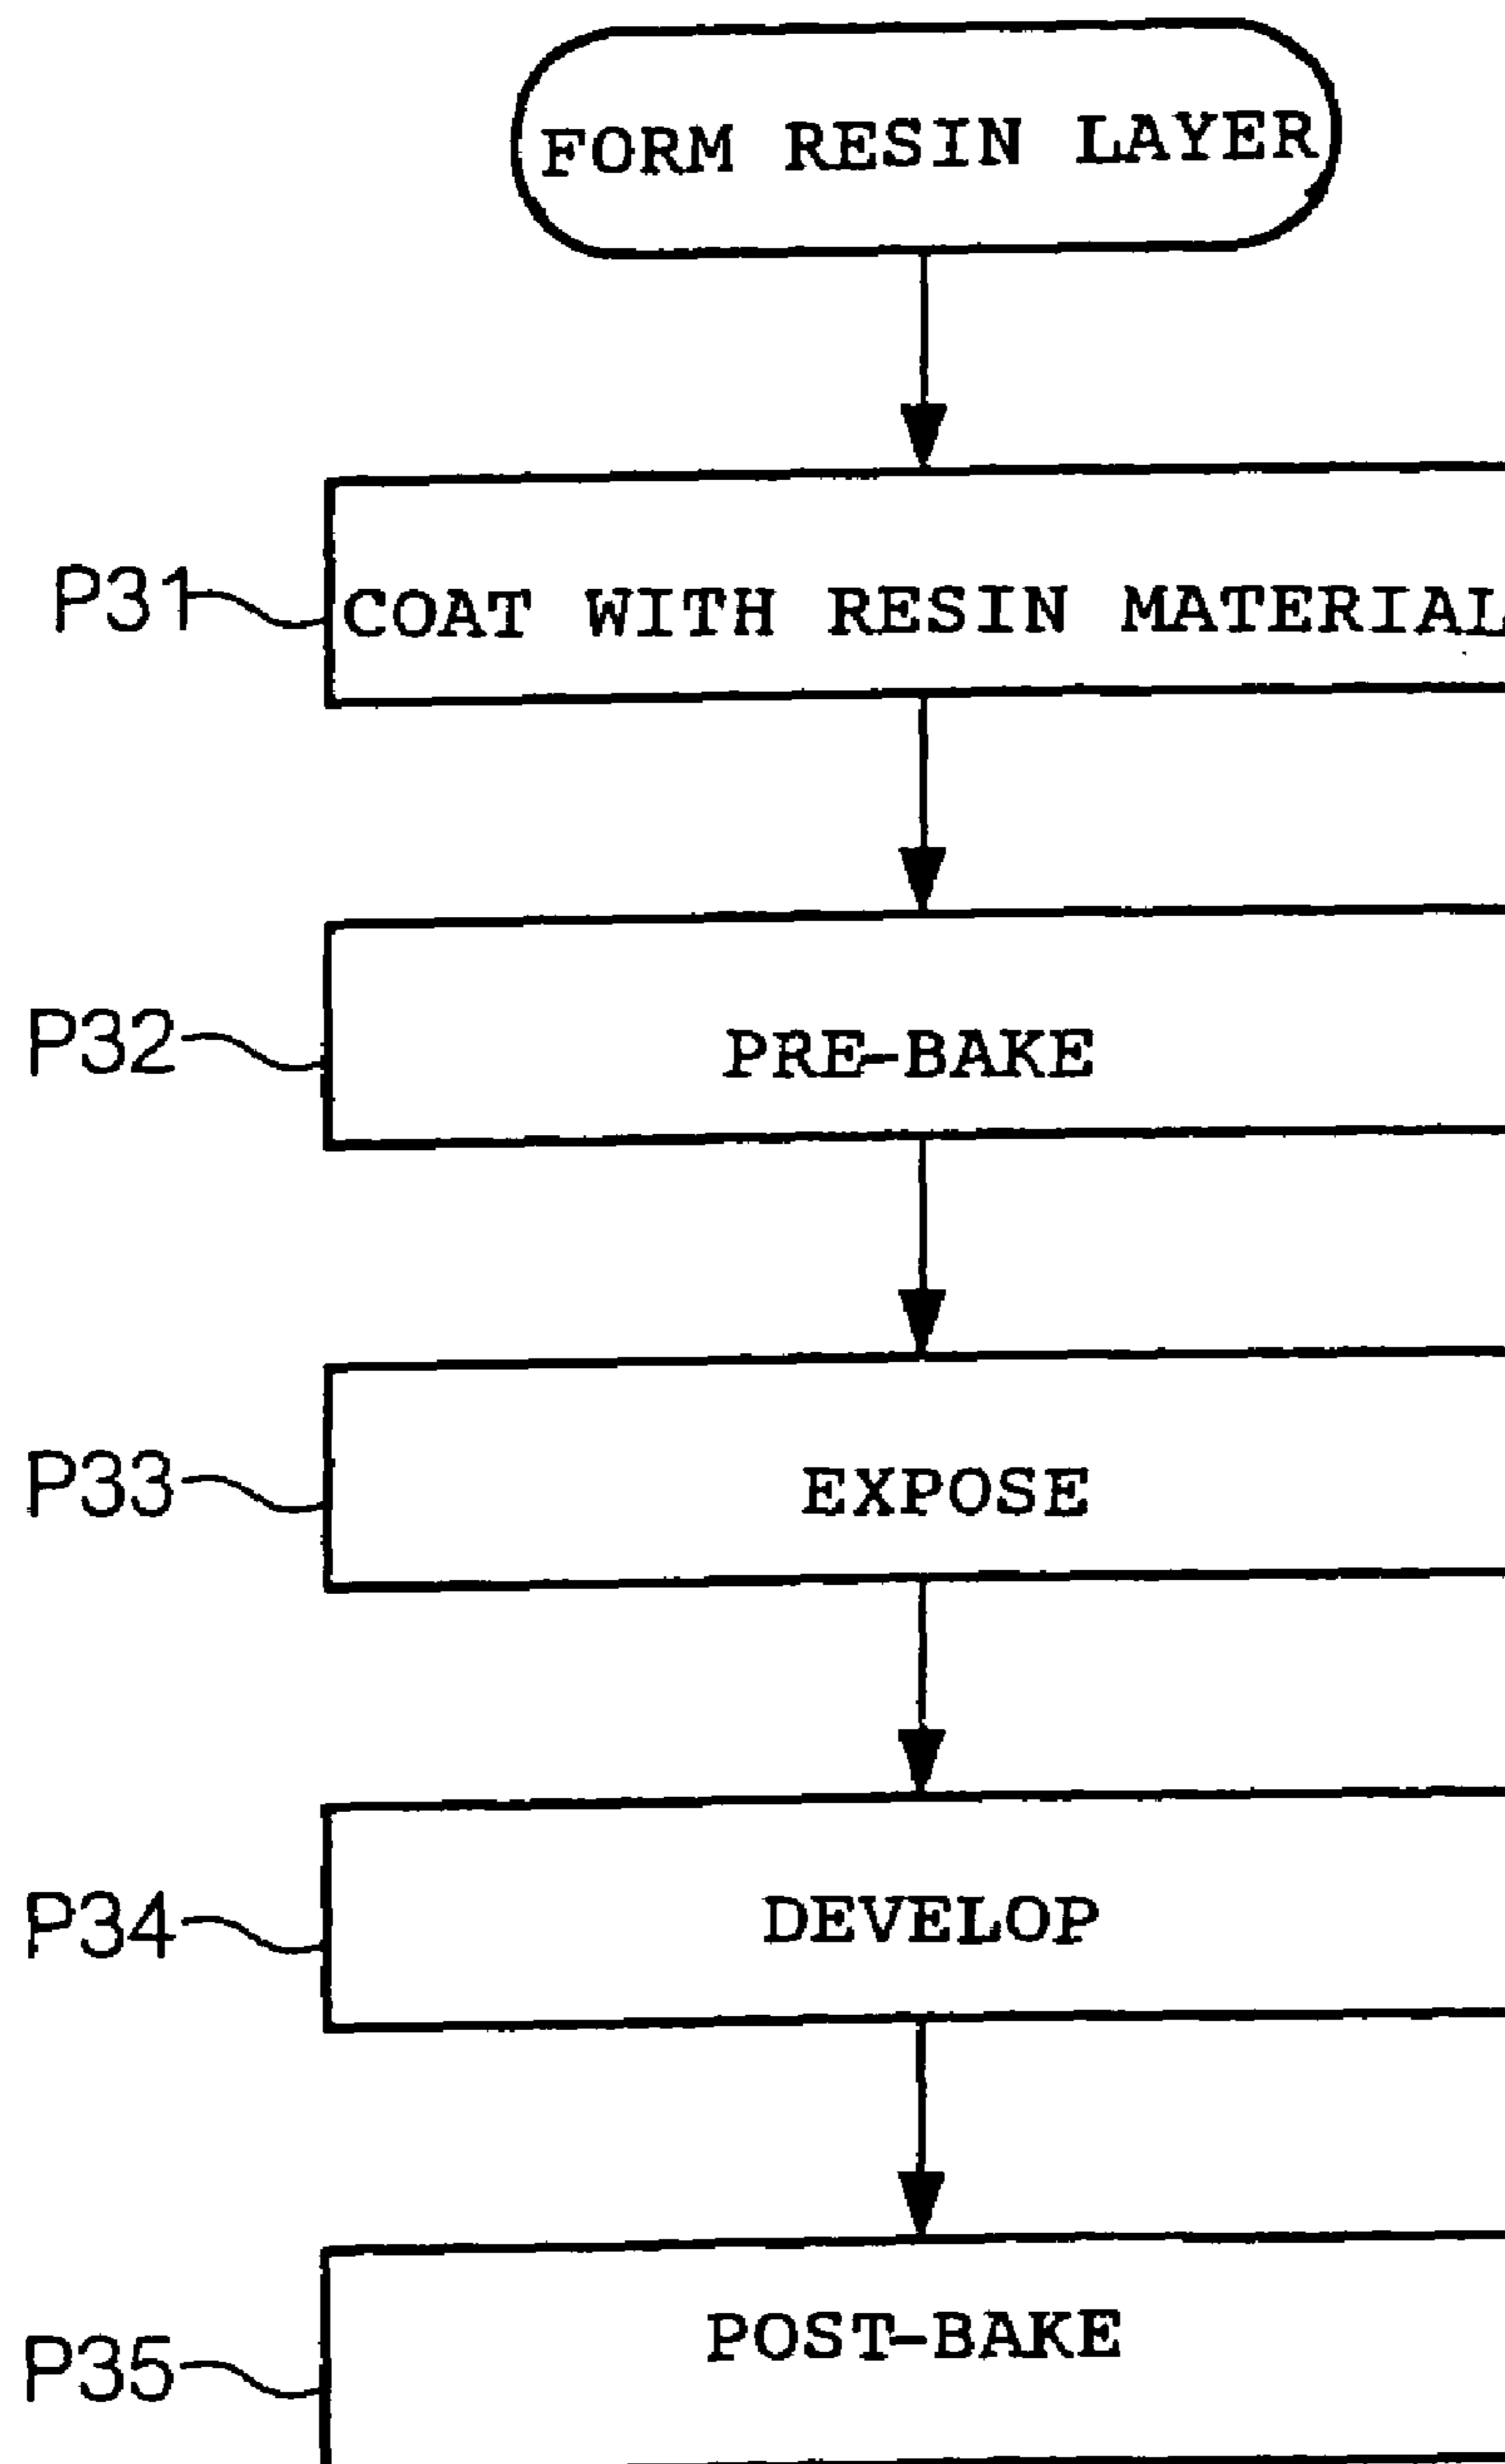 FORM RESIN LAYER
P31 COAT WITH RESIN MATERIAL
P32 PRE-BAKE
P33 EXPOSE
P34 DEVELOP
P35 POST-BAKE